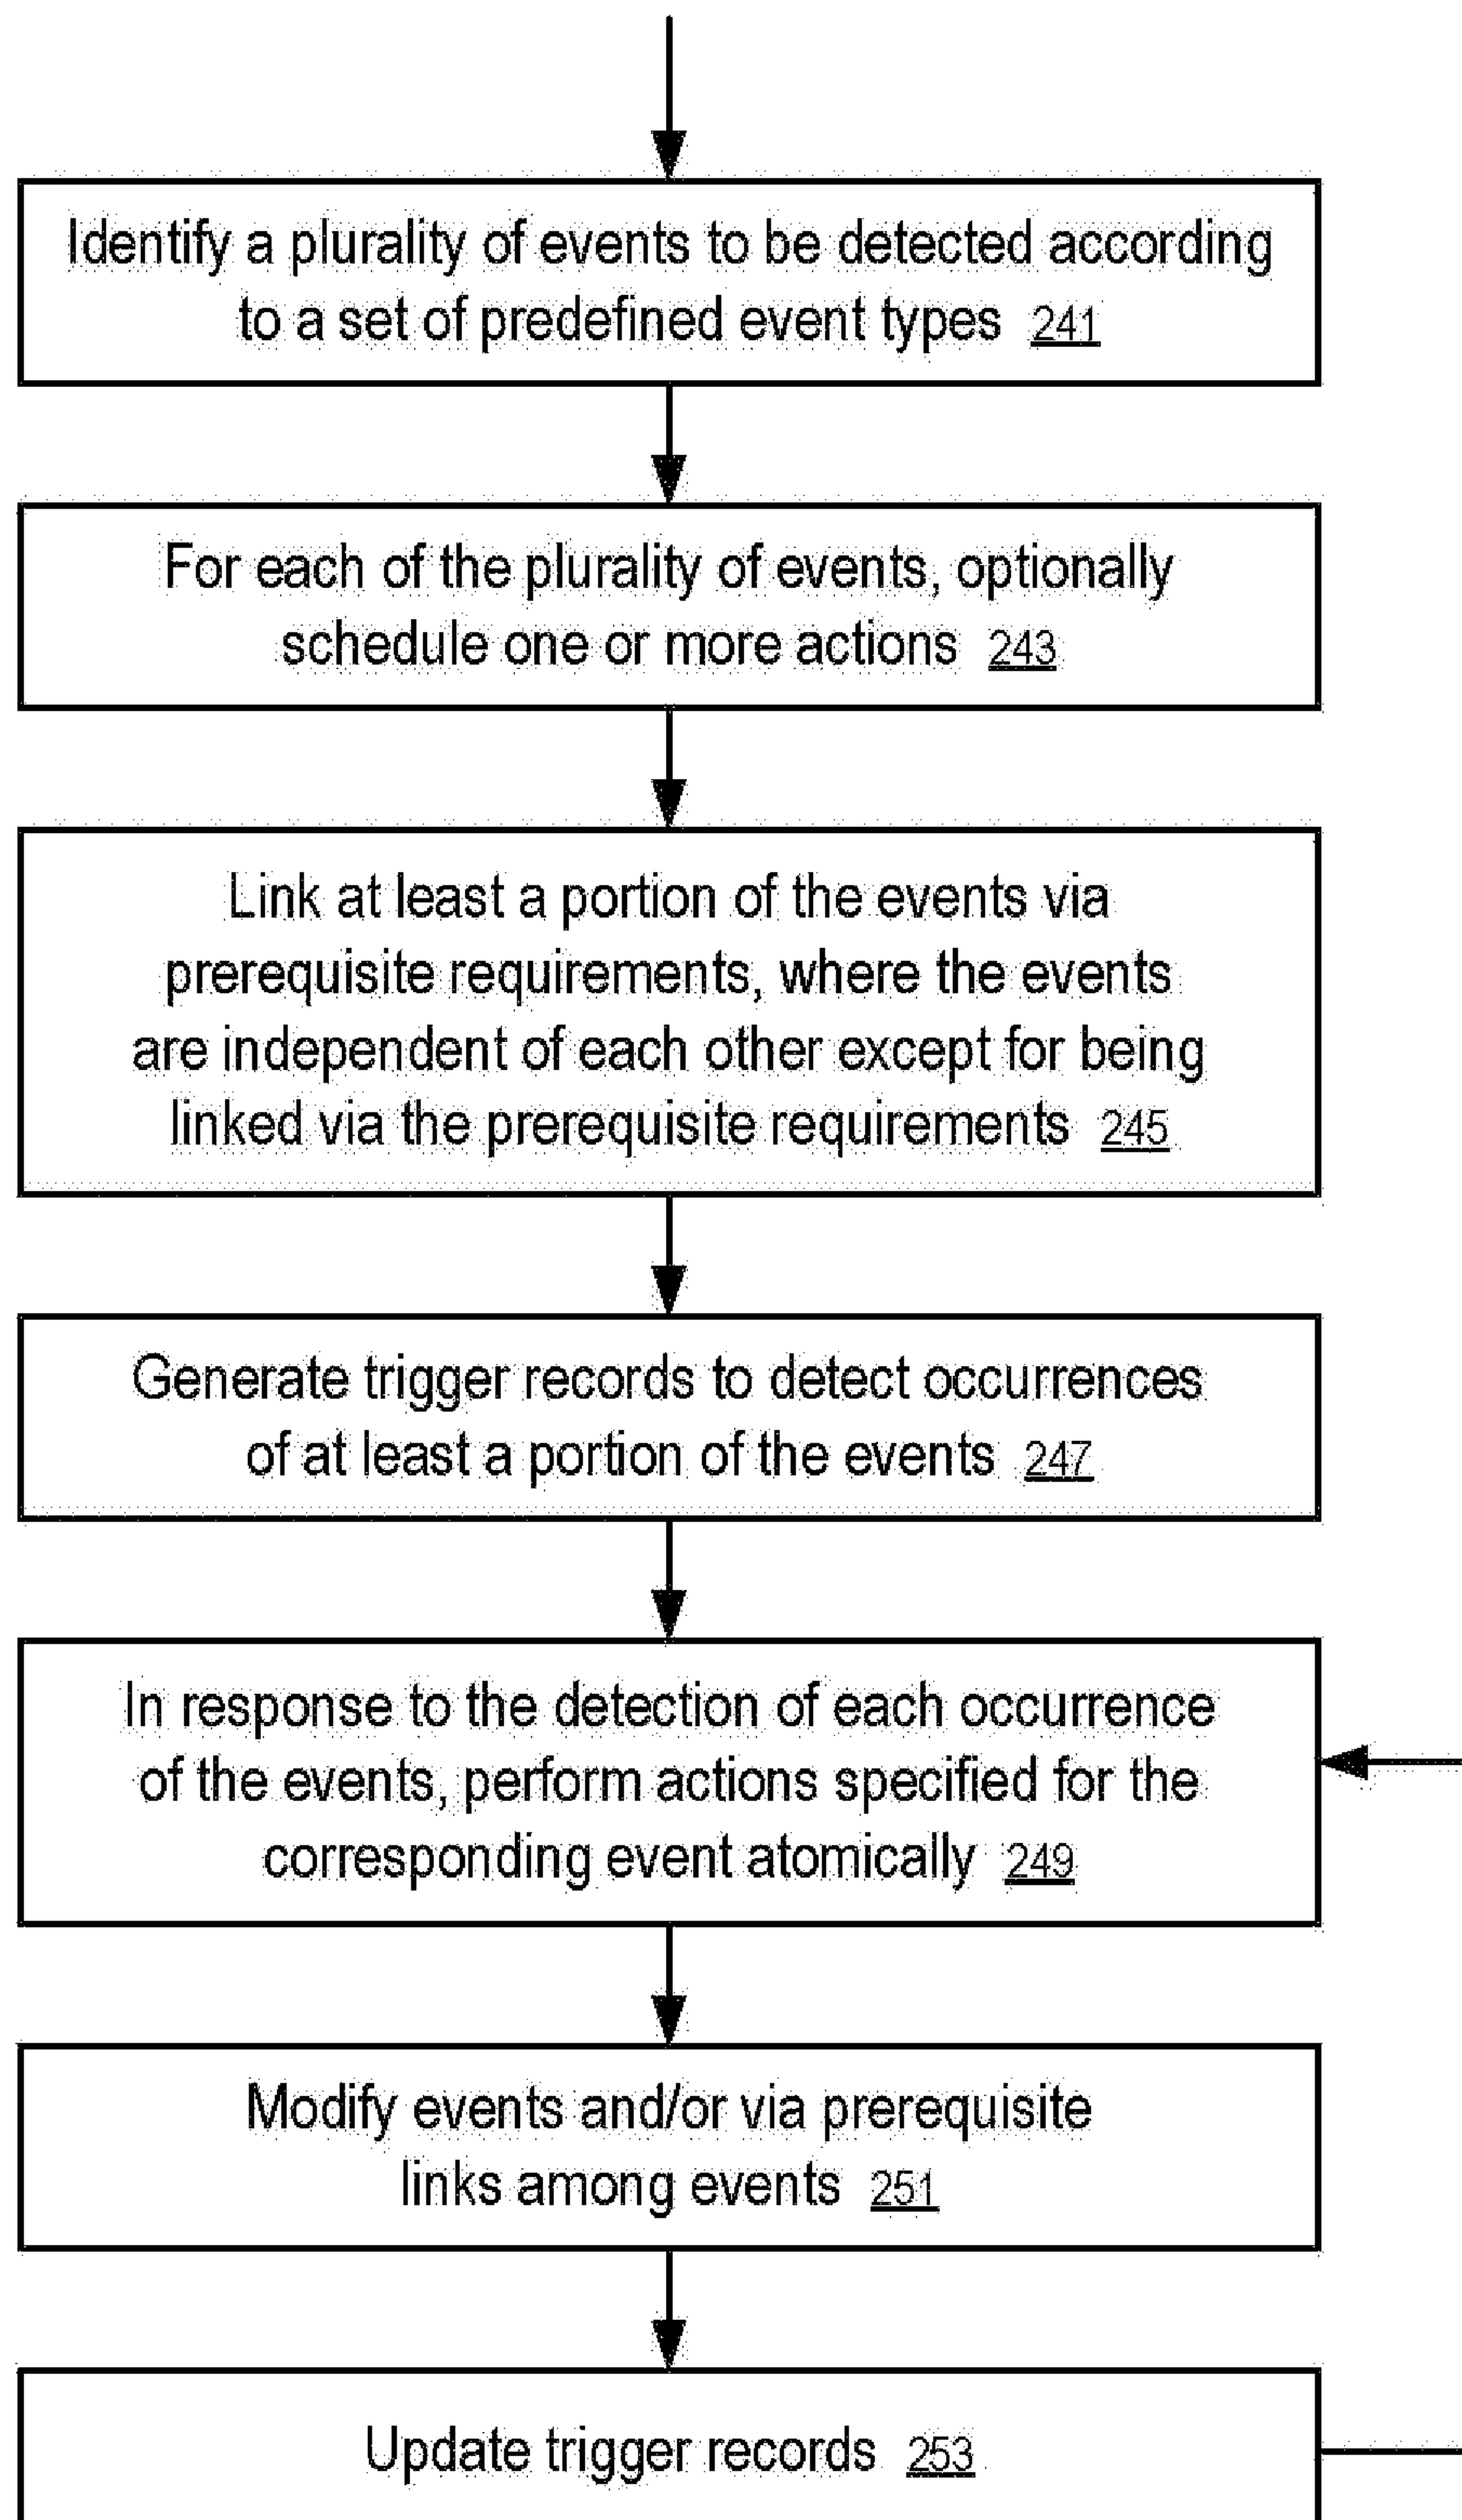 Identify a plurality of events to be detected according
to a set of predefined event types 241
For each of the plurality of events, optionally
schedule one or more actions 243
Link at least a portion of the events via
prerequisite requirements, where the events
are independent of each other except for being
linked via the prerequisite requirements 245
Generate trigger records to detect occurrences
of at least a portion of the events 247
In response to the detection of each occurrence
of the events, perform actions specified for the
corresponding event atomically 249
Modify events and/or via prerequisite
links among events 251
Update trigger records 253